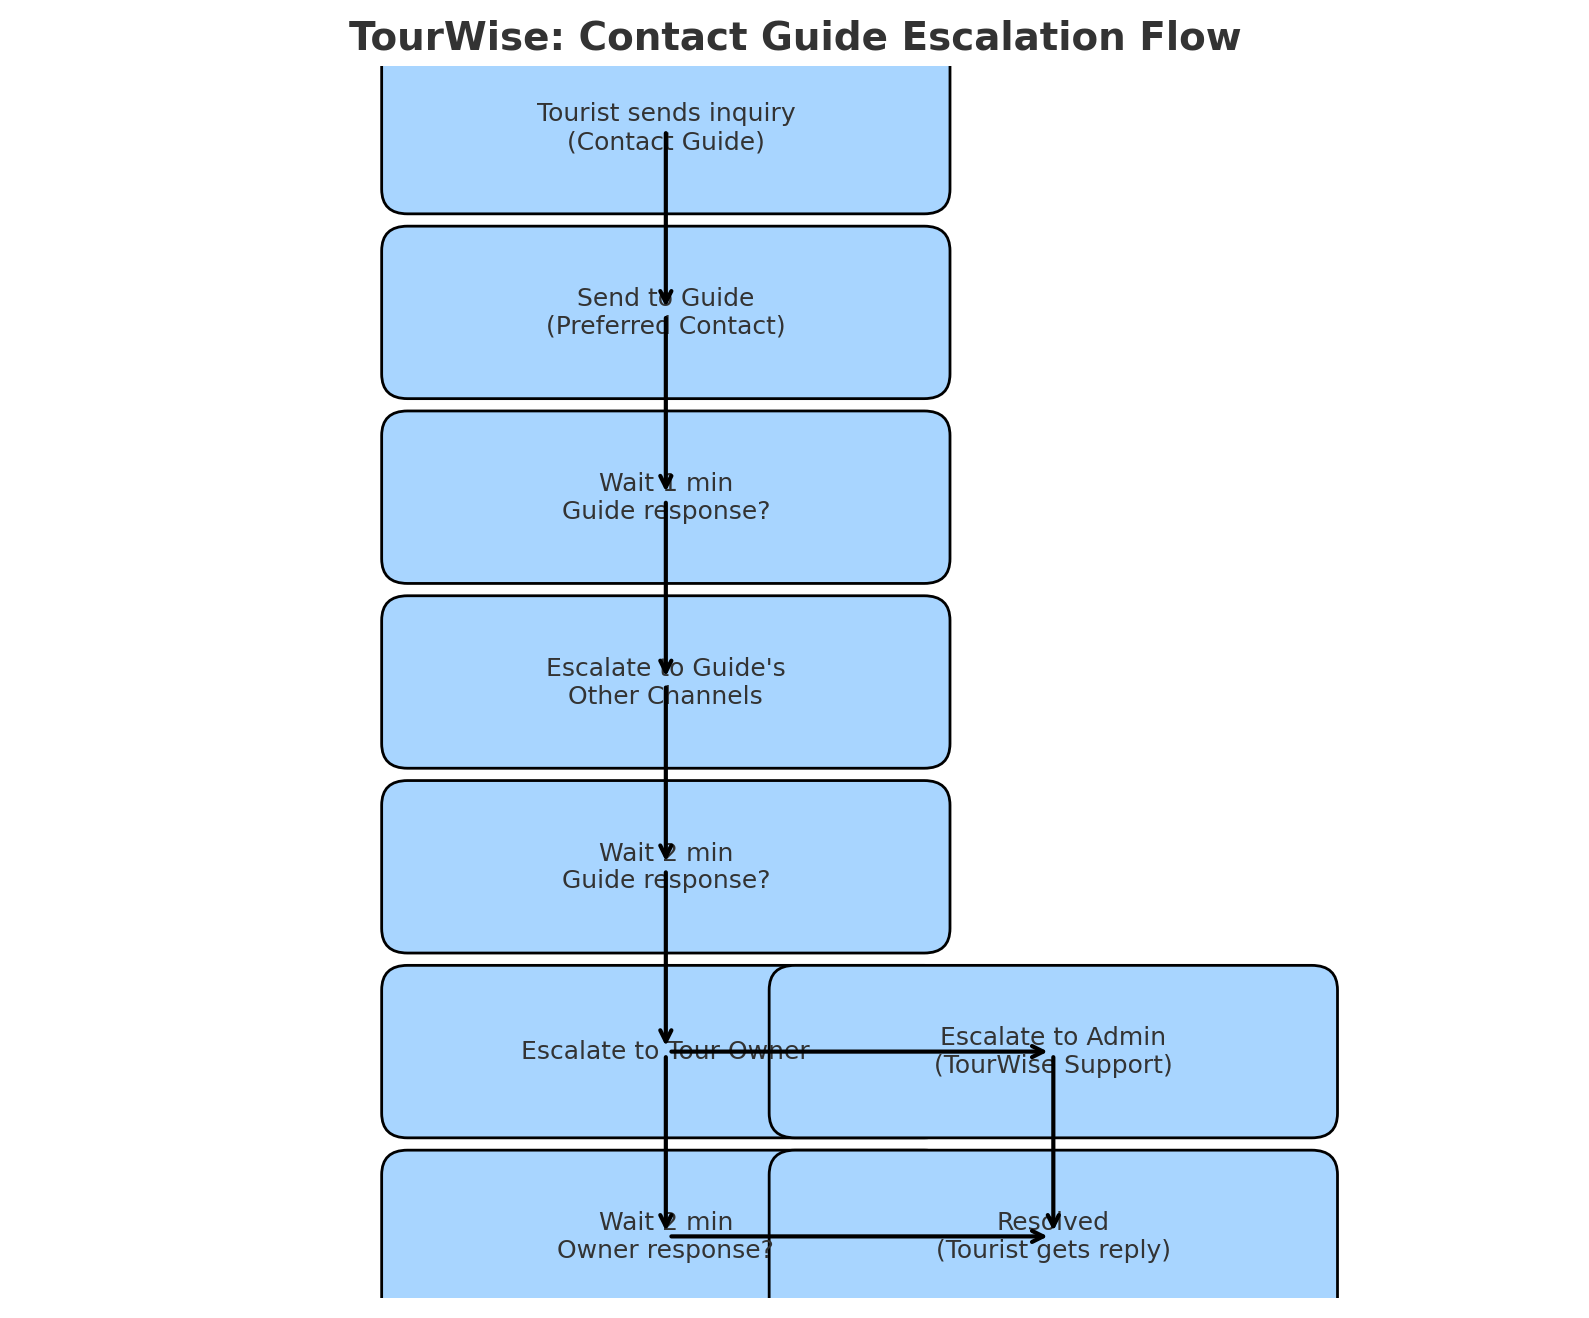 TourWise: Contact Guide Escalation Flow
Tourist sends inquiry
(Contact Guide)
Send to Guide
(Preferred Contact)
Wait 1 min
Guide response?
Escalate to Guide's
Other Channels
Wait 2 min
Guide response?
Escalate to Tour Owner
Escalate to Admin
(TourWise Support)
Wait 2 min
Owner response?
Resolved
(Tourist gets reply)